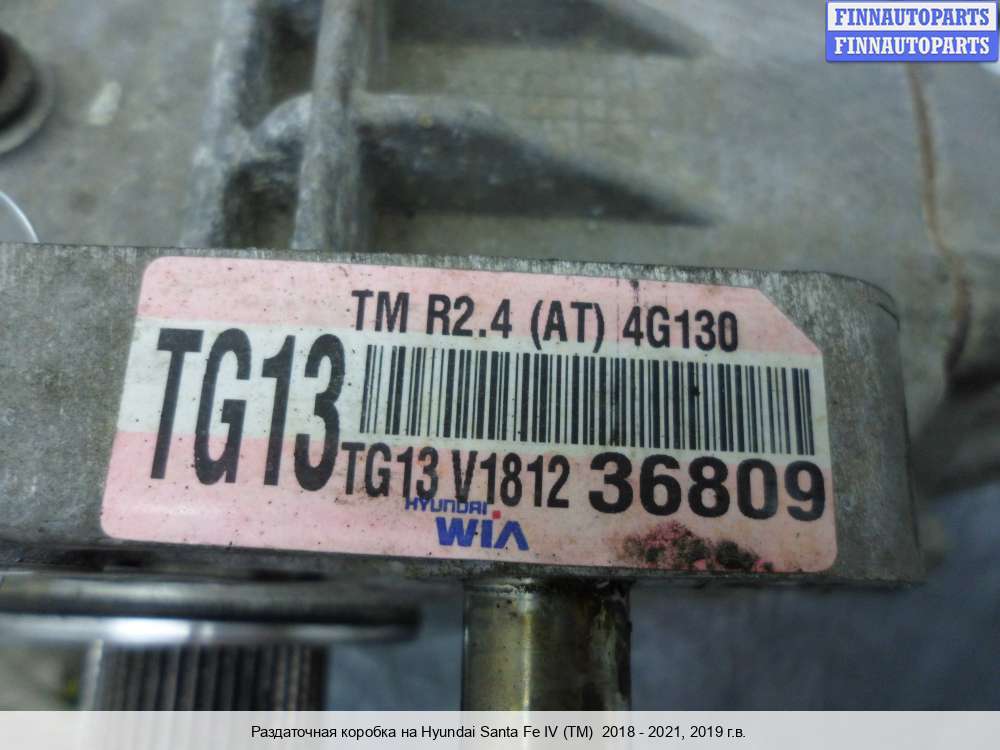 FINNAUTOPARTS
FINNAUTOPARTS
TM R2.4 (AT) 4G130
TG13
TG13 V1812 36809
HYUNDAI
WIA
Раздаточная коробка на Hyundai Santa Fe IV (TM) 2018 - 2021, 2019 г.в.